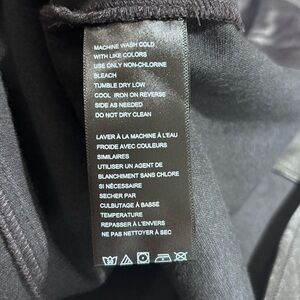 MACHINE WASH COLD
WITH LIKE COLORS
USE ONLY NON-CHLORINE
BLEACH
TUMBLE DRY LOW
COOL IRON ON REVERSE
SIDE AS NEEDED
DO NOT DRY CLEAN
LAVER À LA MACHINE À L'EAU
FROIDE AVEC COULEURS
SIMILAIRES
UTILISER UN AGENT DE
BLANCHIMENT SANS CHLORE
SI NÉCESSAIRE
SECHER PAR
CULBUTAGE À BASSE
TEMPERATURE
REPASSER À L'ENVERS
NE PAS NETTOYER À SEC